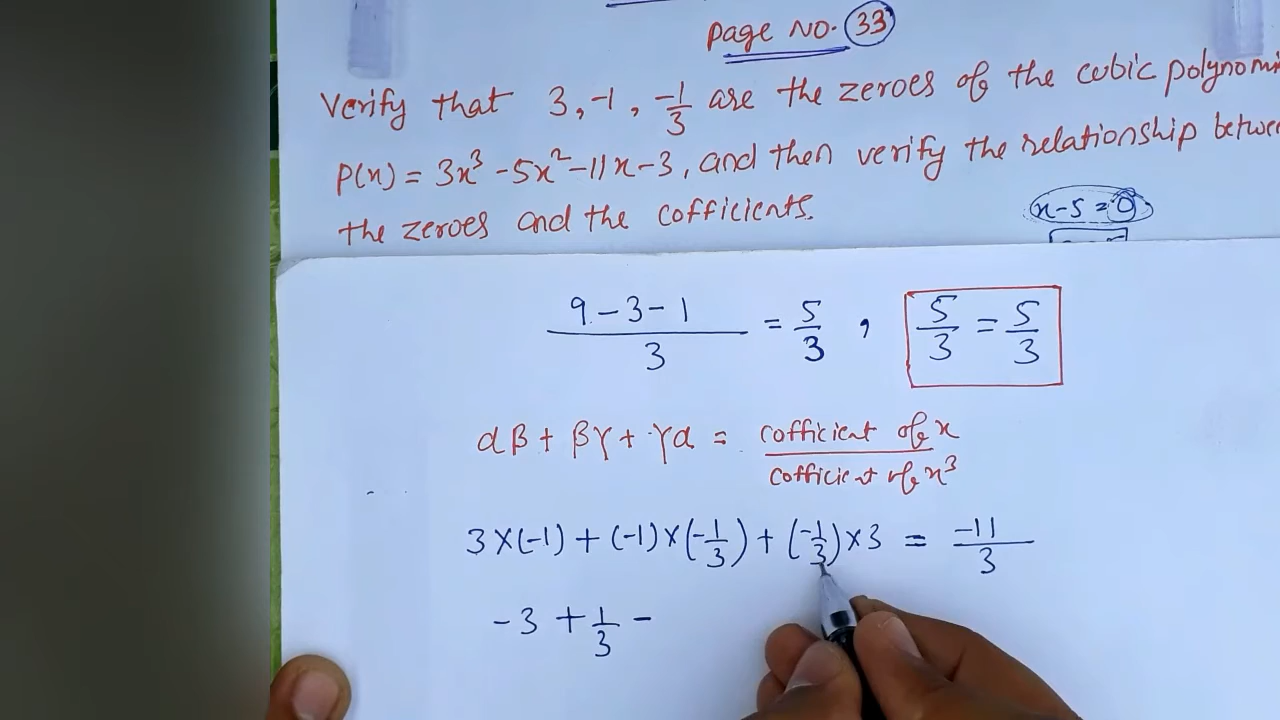 Page No. 33
Verify that 3, -1, -1/3 are the zeroes of the cubic polynomi
P(x) = 3x³ -5x² -11x -3, and then verify the relationship betwee
the zeroes and the cofficients.
x-5=0
9-3-1/3 = 5/3 , 5/3 = 5/3
αβ + βγ + γα = cofficient of x / cofficient of x³
3×(-1) + (-1)×(-1/3) + (-1/3)×3 = -11/3
-3 + 1/3 -